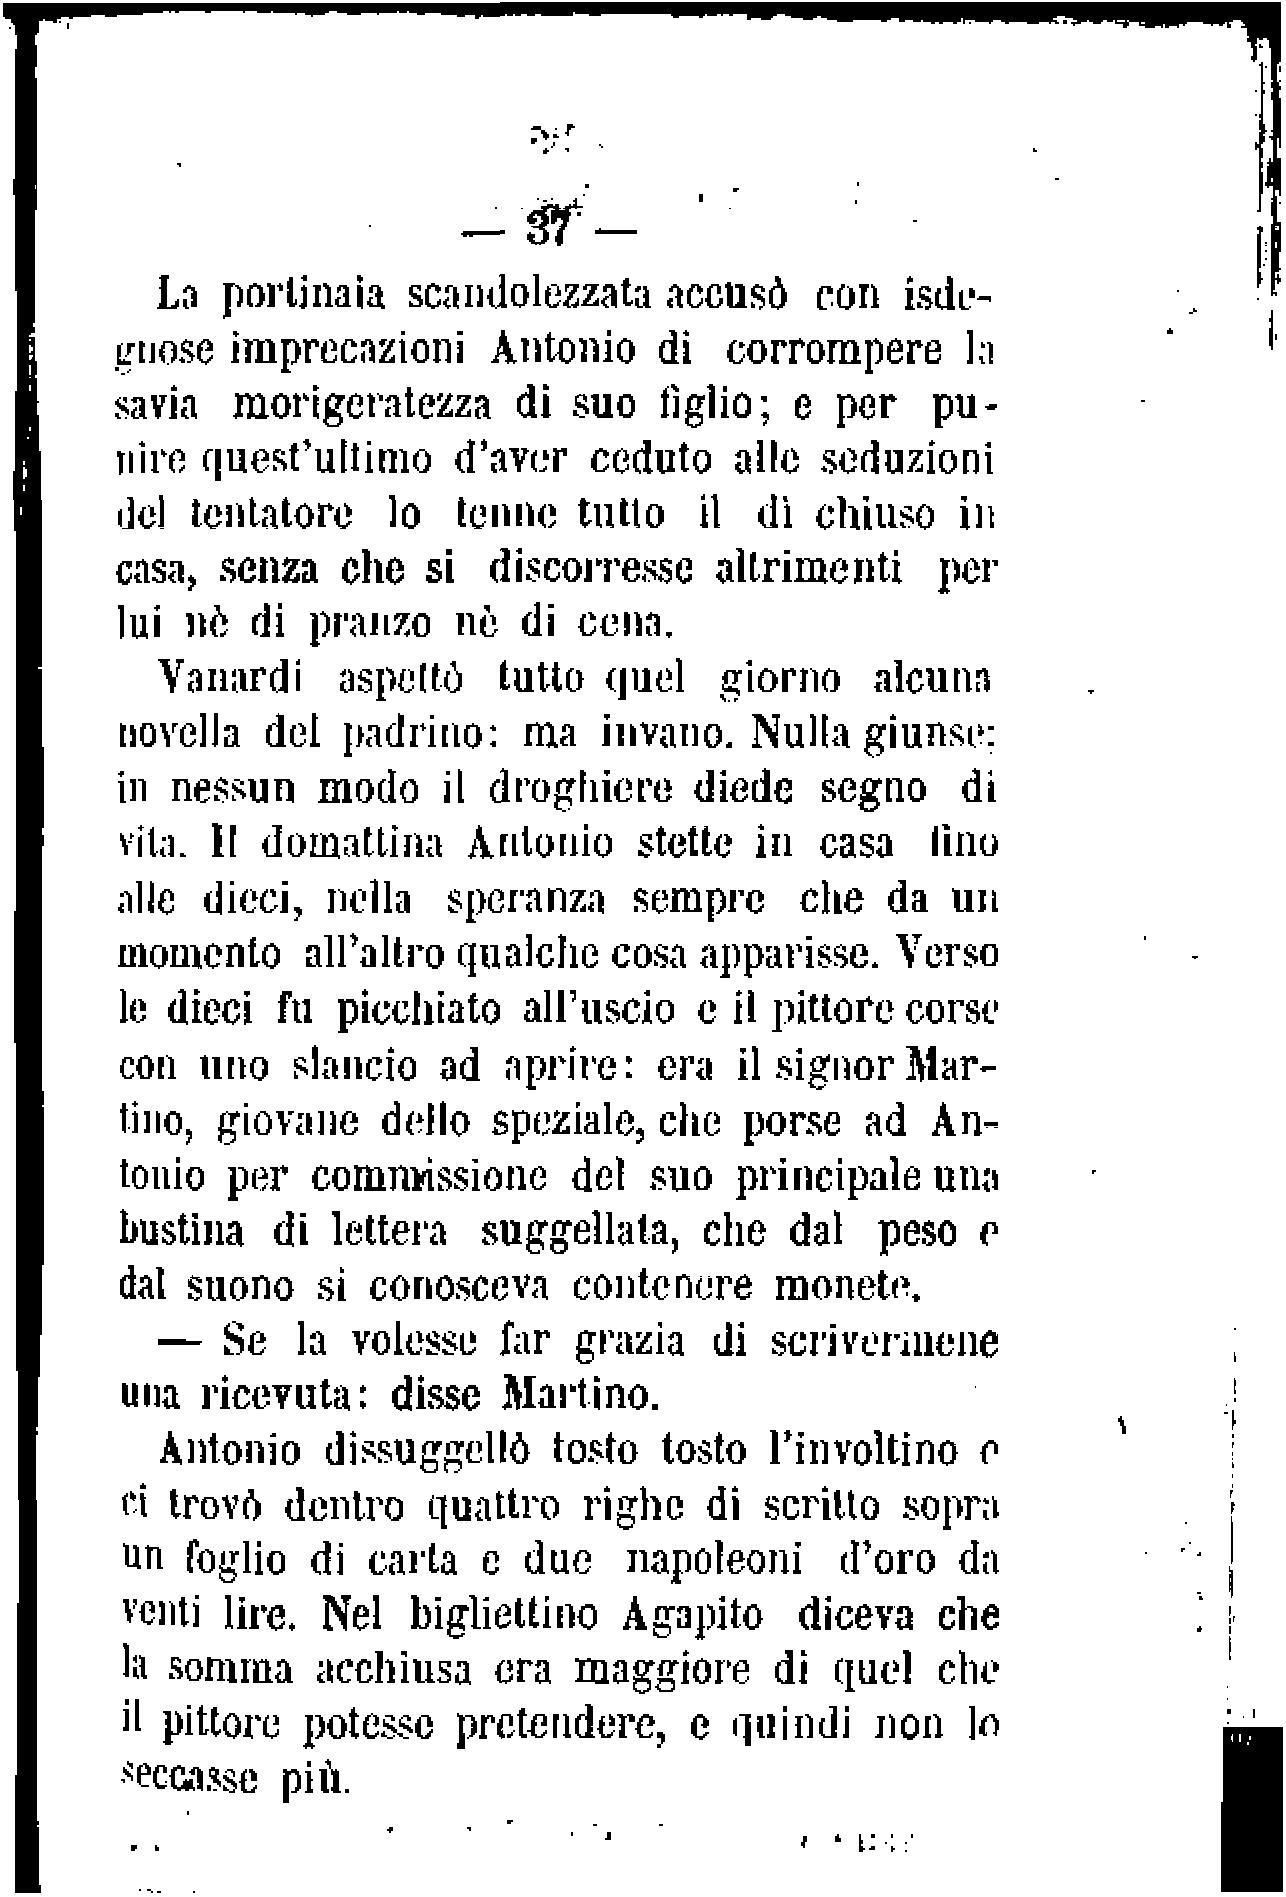 — 37 —
La portinaia scandolezzata accusò con isde-
gnose imprecazioni Antonio di corrompere la
savia morigeratezza di suo figlio; e per pu-
nire quest'ultimo d'aver ceduto alle seduzioni
del tentatore lo tenne tutto il dì chiuso in
casa, senza che si discorresse altrimenti per
lui nè di pranzo nè di cena.
Vanardi aspettò tutto quel giorno alcuna
novella del padrino: ma invano. Nulla giunse;
in nessun modo il droghiere diede segno di
vita. Il domattina Antonio stette in casa fino
alle dieci, nella speranza sempre che da un
momento all'altro qualche cosa apparisse. Verso
le dieci fu picchiato all'uscio e il pittore corse
con uno slancio ad aprire: era il signor Mar-
tino, giovane dello speziale, che porse ad An-
tonio per commissione del suo principale una
bustina di lettera suggellata, che dal peso e
dal suono si conosceva contenere monete.
— Se la volesse far grazia di scrivermene
una ricevuta: disse Martino.
Antonio dissuggellò tosto tosto l'involtino e
ci trovò dentro quattro righe di scritto sopra
un foglio di carta e due napoleoni d'oro da
venti lire. Nel bigliettino Agapito diceva che
la somma acchiusa era maggiore di quel che
il pittore potesse pretendere, e quindi non lo
seccasse più.